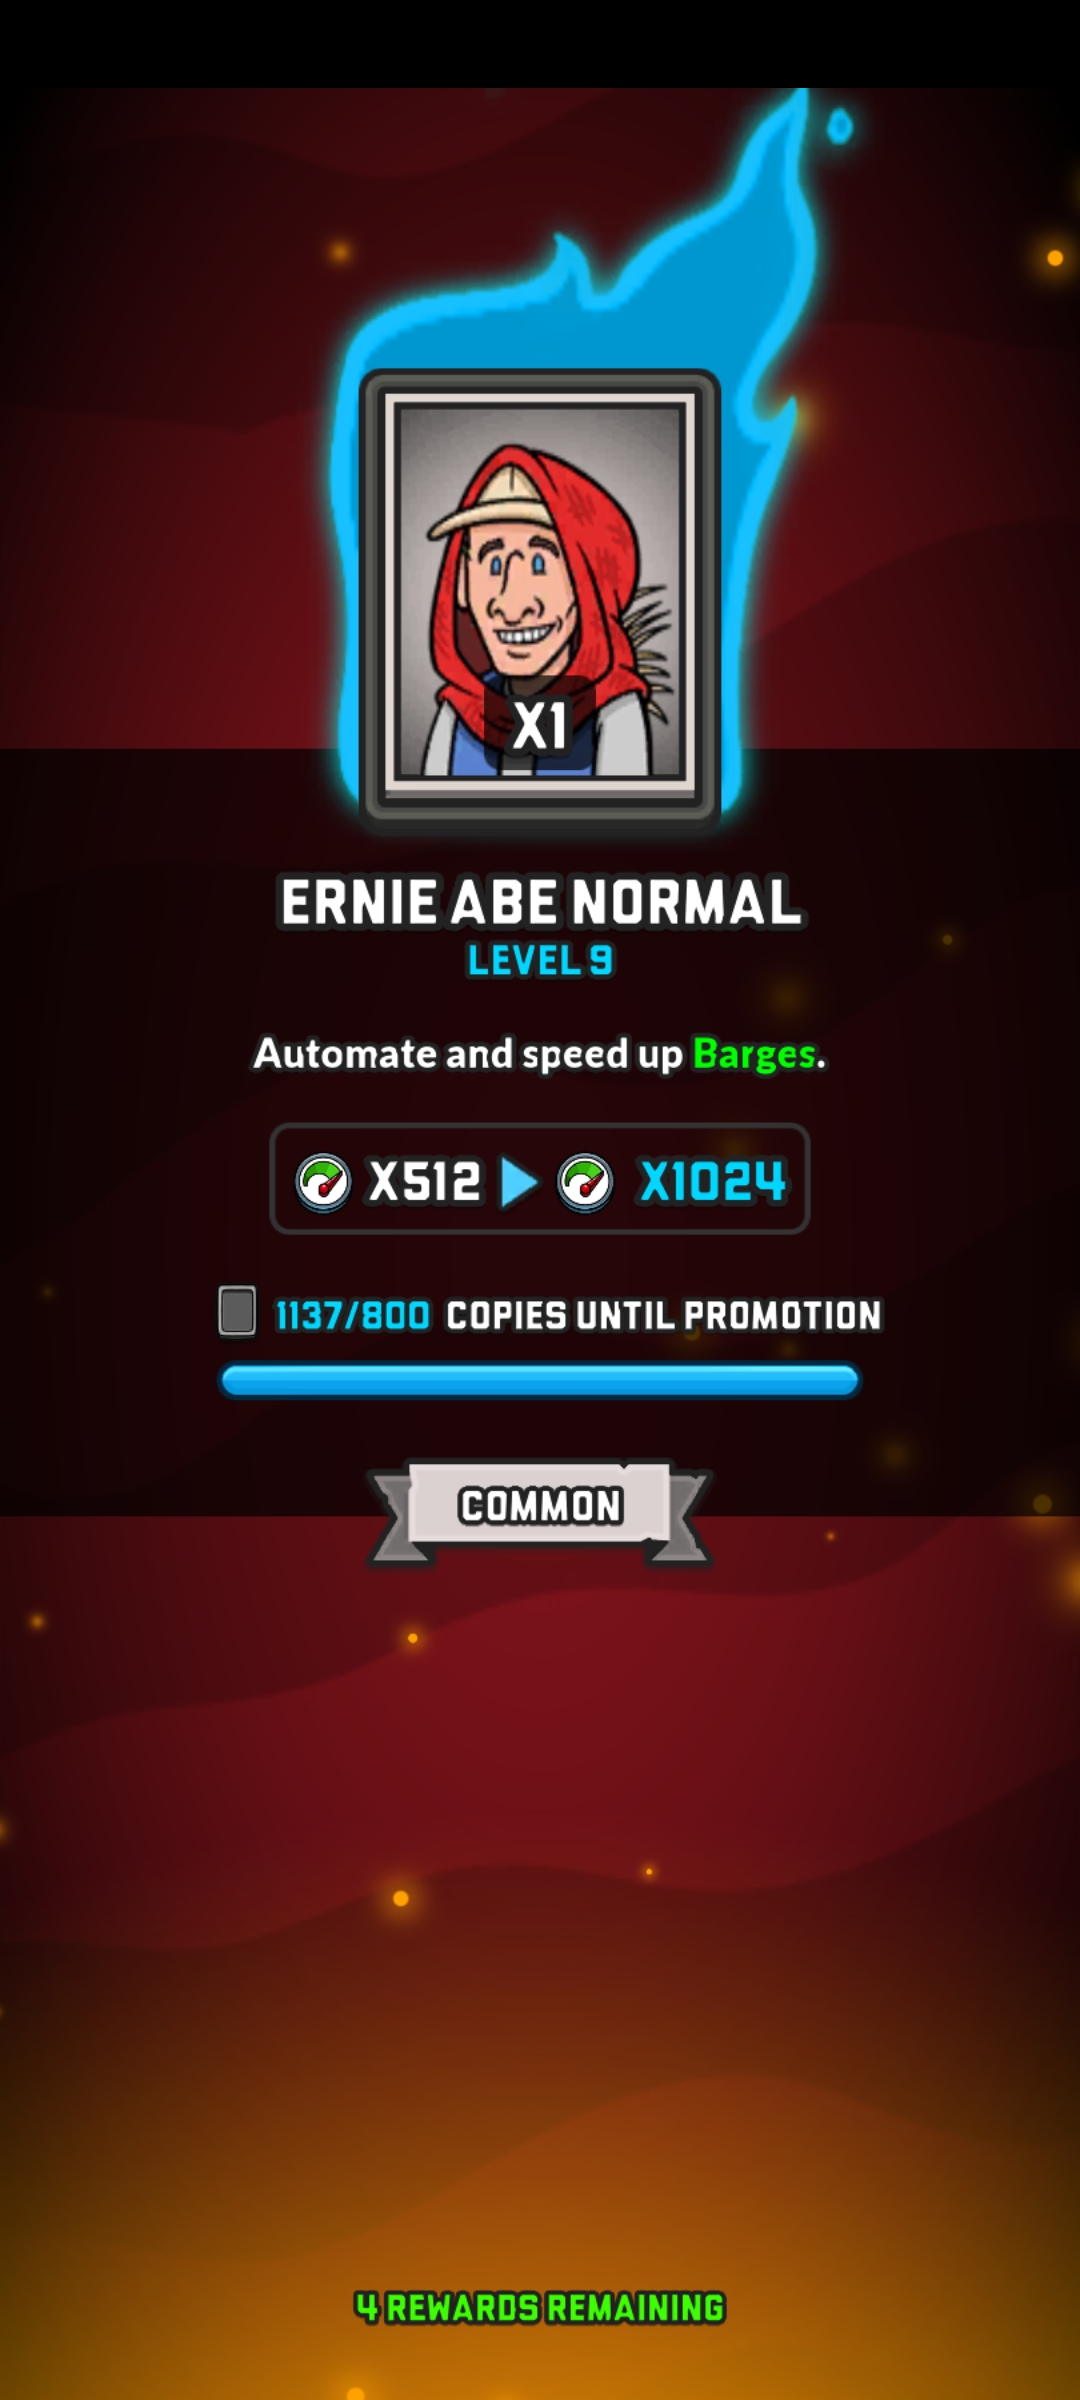 X1
ERNIE ABE NORMAL
LEVEL 9
Automate and speed up Barges.
X512 X1024
1137/800 COPIES UNTIL PROMOTION
COMMON
4 REWARDS REMAINING